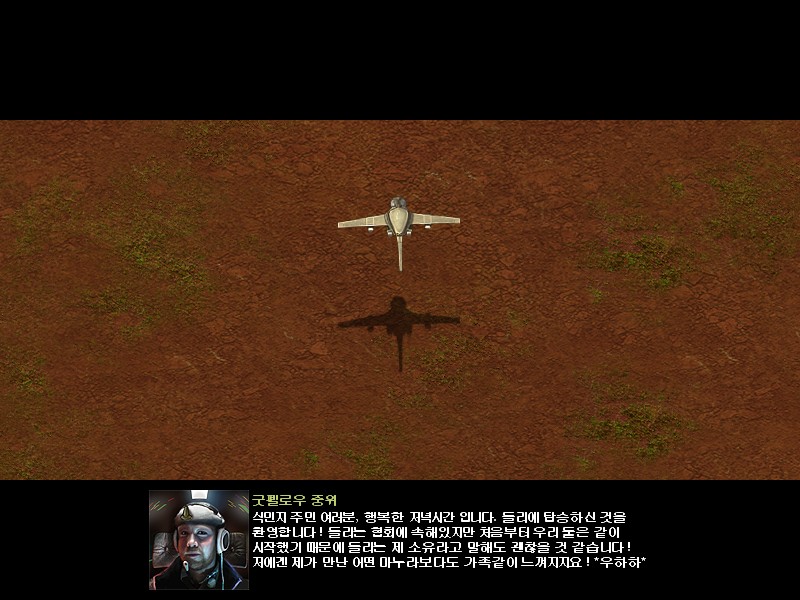 굿펠로우 중위
식민지 주민 여러분, 행복한 저녁시간 입니다. 들리에 탑승하신 것을
환영합니다! 들리는 협회에 속해있지만 처음부터 우리 둘은 같이
시작했기 때문에 들리는 제 소유라고 말해도 괜찮을 것 같습니다!
저에겐 제가 만난 어떤 마누라보다도 가족같이 느껴지지요! *우하하*